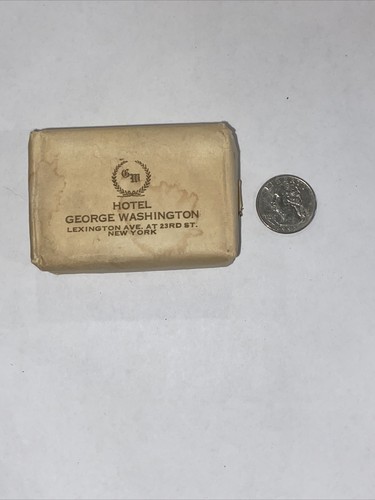 GW
HOTEL
GEORGE WASHINGTON
LEXINGTON AVE. AT 23RD ST.
NEW YORK